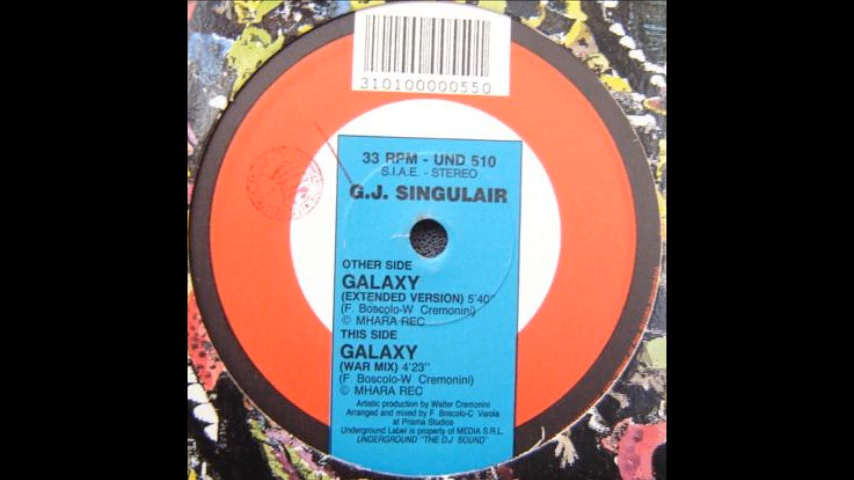 310100000550
33 RPM - UND 510
S.I.A.E. - STEREO
G.J. SINGULAIR
OTHER SIDE
GALAXY
(EXTENDED VERSION) 5'40"
(F. Boscolo-W Cremonini)
© MHARA REC
THIS SIDE
GALAXY
(WAR MIX) 4'23"
(F. Boscolo-W Cremonini)
© MHARA REC
Artistic production by Walter Cremonini
Arranged and mixed by F Boscolo-C Varola
at Prisma Studios
Underground Label is property of MEDIA S.R.L.
UNDERGROUND "THE DJ SOUND"